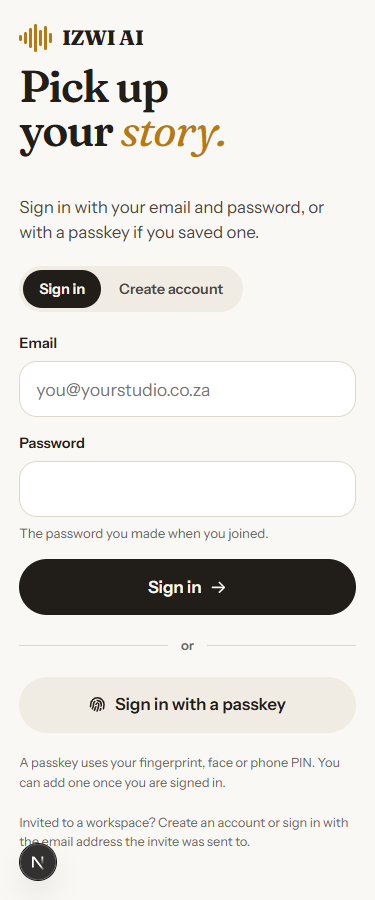 IZWI AI
Pick up
your story.
Sign in with your email and password, or
with a passkey if you saved one.
Sign in
Create account
Email
you@yourstudio.co.za
Password
The password you made when you joined.
Sign in →
or
Sign in with a passkey
A passkey uses your fingerprint, face or phone PIN. You
can add one once you are signed in.
Invited to a workspace? Create an account or sign in with
the email address the invite was sent to.
N